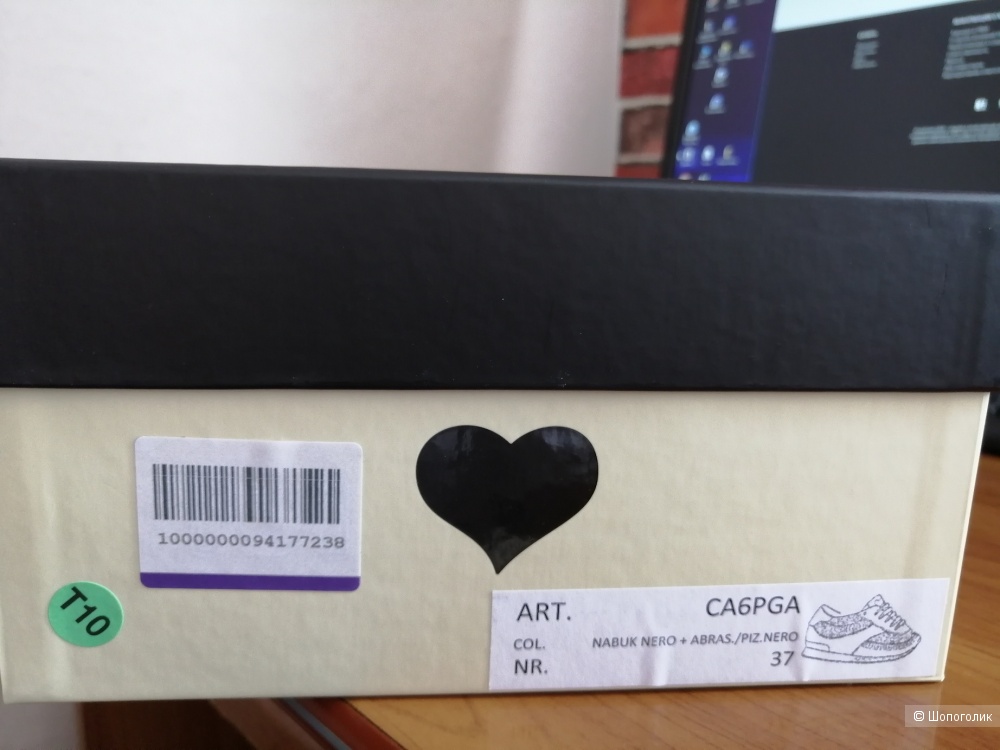 1000000094177238
T10
ART. CA6PGA
COL. NABUK NERO + ABRAS./PIZ.NERO
NR. 37
© Шопоголик